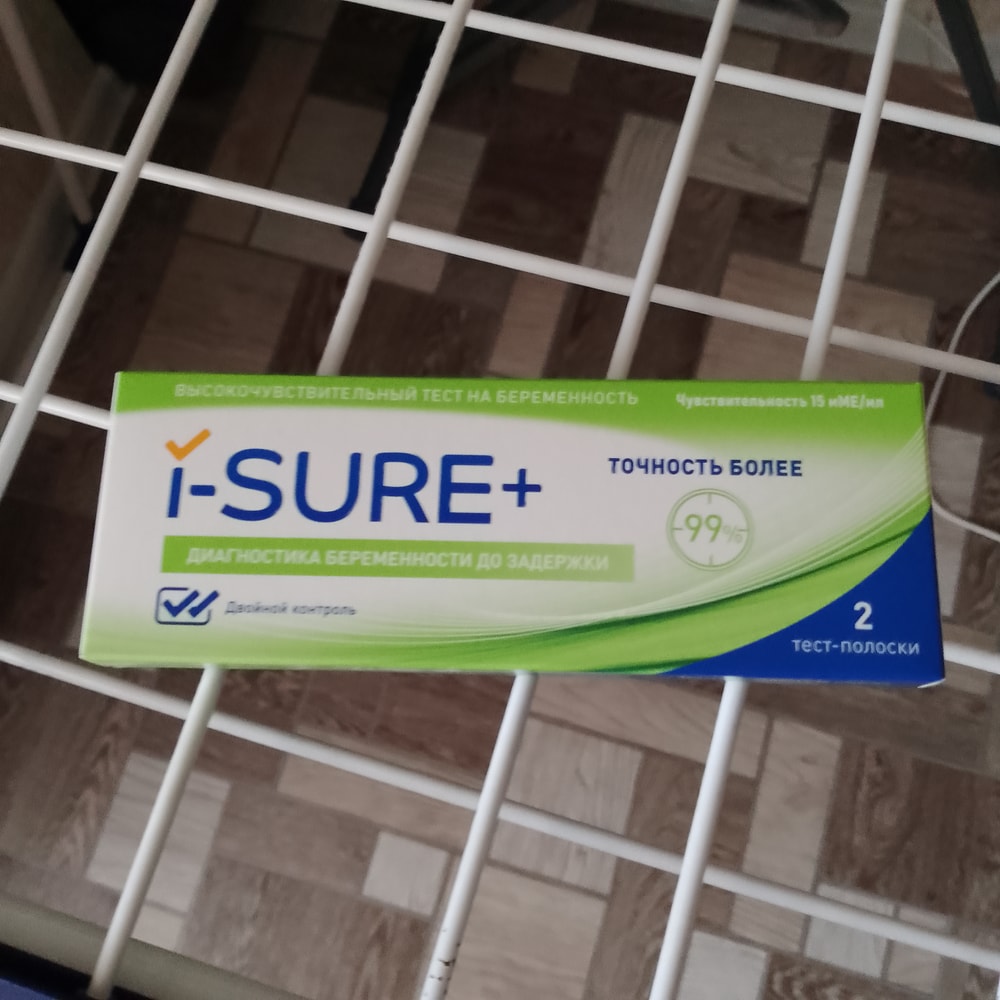 ВЫСОКОЧУВСТВИТЕЛЬНЫЙ ТЕСТ НА БЕРЕМЕННОСТЬ
Чувствительность 15 мМЕ/мл
i-SURE+
ТОЧНОСТЬ БОЛЕЕ
99%
ДИАГНОСТИКА БЕРЕМЕННОСТИ ДО ЗАДЕРЖКИ
Двойной контроль
2
ТЕСТ-ПОЛОСКИ